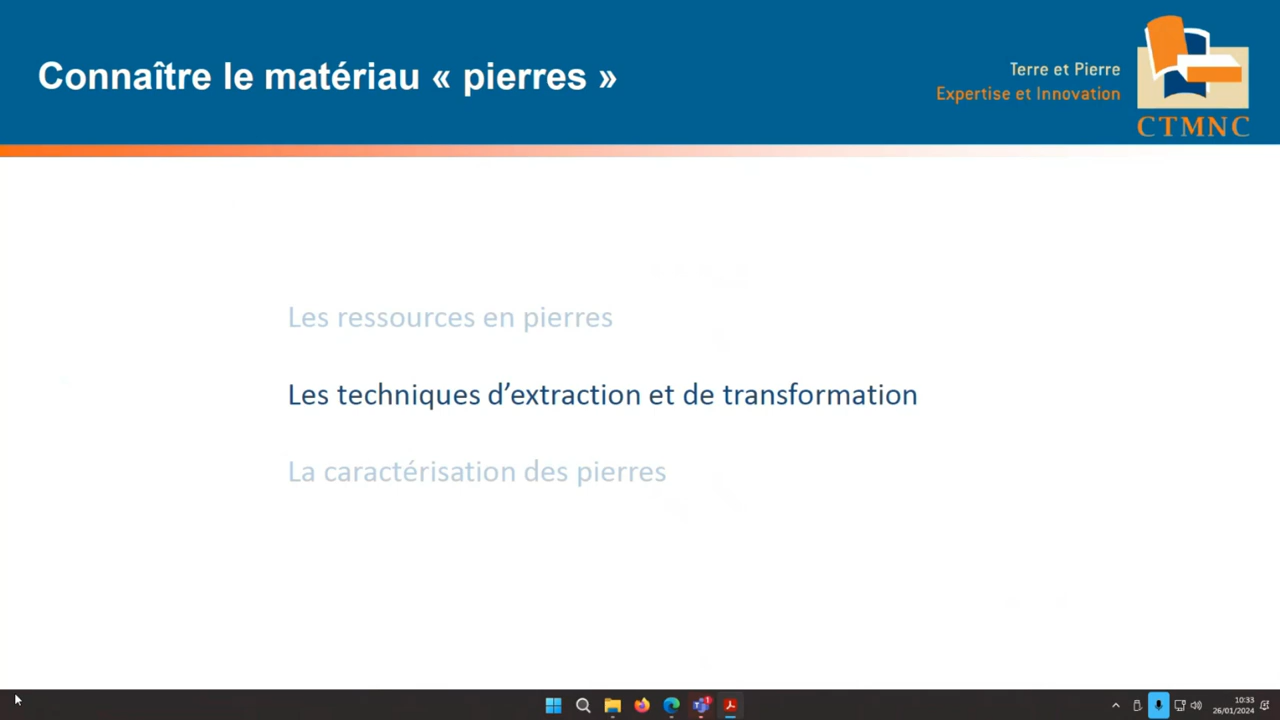 Connaître le matériau « pierres »
Terre et Pierre
Expertise et Innovation
CTMNC
Les ressources en pierres
Les techniques d’extraction et de transformation
La caractérisation des pierres
10:33
26/01/2024